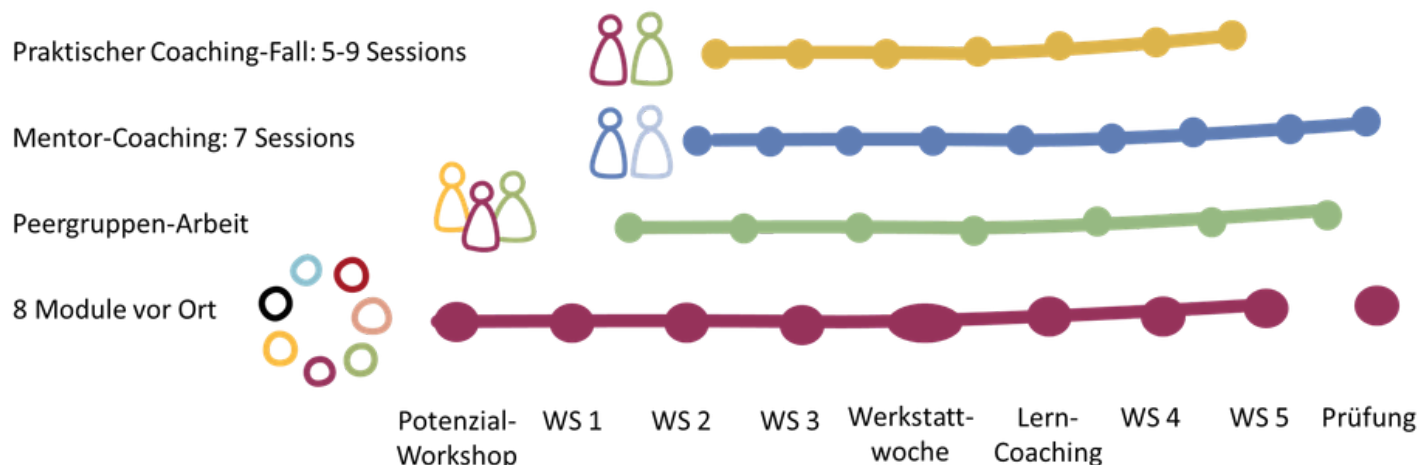 Praktischer Coaching-Fall: 5-9 Sessions
Mentor-Coaching: 7 Sessions
Peergruppen-Arbeit
8 Module vor Ort
Potenzial-
Workshop
WS 1
WS 2
WS 3
Werkstatt-
woche
Lern-
Coaching
WS 4
WS 5
Prüfung